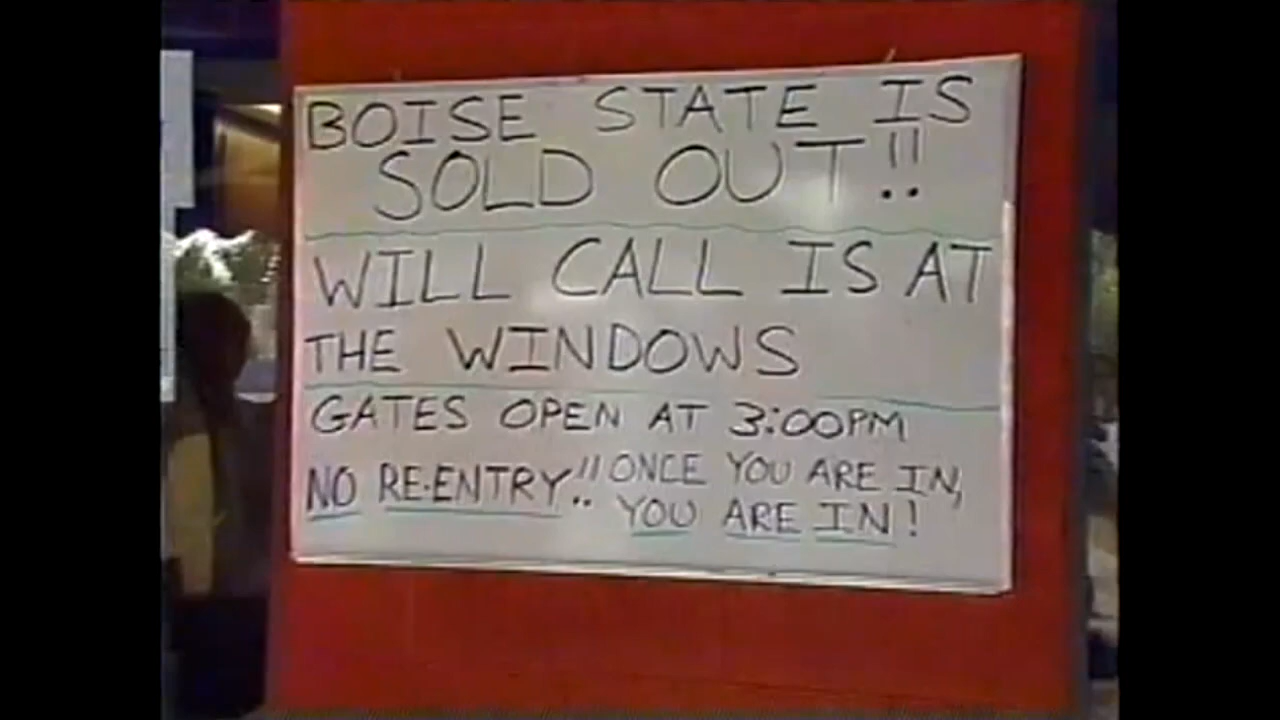 BOISE STATE IS
SOLD OUT!!
WILL CALL IS AT
THE WINDOWS
GATES OPEN AT 3:00PM
NO RE-ENTRY!! ONCE YOU ARE IN,
YOU ARE IN!